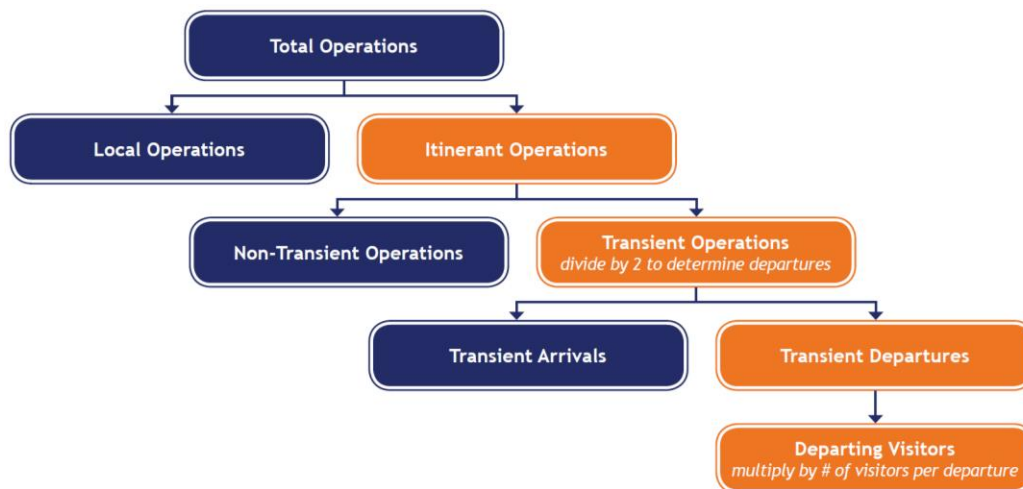 Total Operations
Local Operations
Itinerant Operations
Non-Transient Operations
Transient Operations
divide by 2 to determine departures
Transient Arrivals
Transient Departures
Departing Visitors
multiply by # of visitors per departure